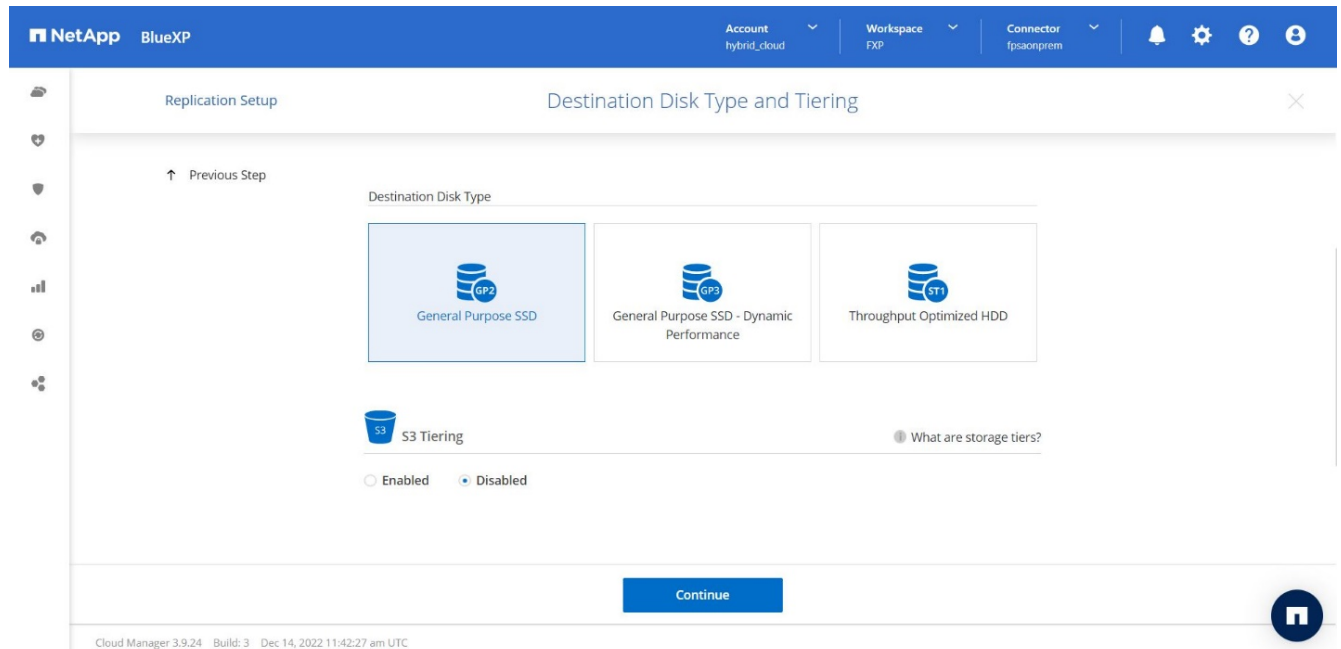 NetApp BlueXP
Account
hybrid_cloud
Workspace
FXP
Connector
fpsaonprem
Replication Setup
Destination Disk Type and Tiering
↑ Previous Step
Destination Disk Type
GP2
General Purpose SSD
GP3
General Purpose SSD - Dynamic
Performance
ST1
Throughput Optimized HDD
S3
S3 Tiering
What are storage tiers?
Enabled
Disabled
Continue
Cloud Manager 3.9.24 Build: 3 Dec 14, 2022 11:42:27 am UTC